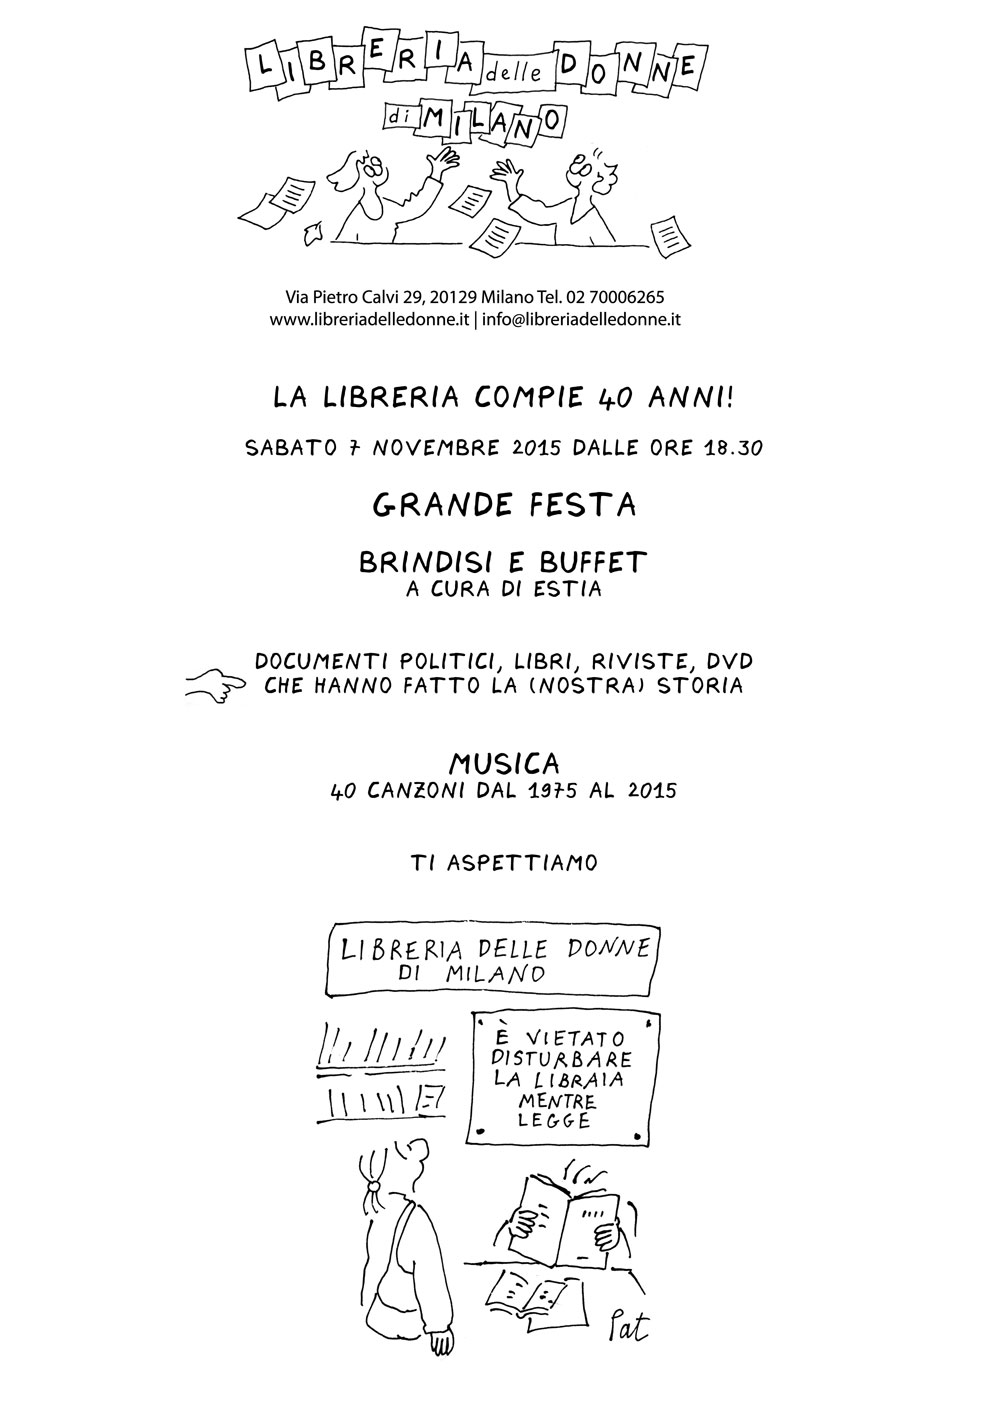 LIBRERIA delle DONNE
di MILANO
Via Pietro Calvi 29, 20129 Milano Tel. 02 70006265
www.libreriadelledonne.it | info@libreriadelledonne.it
LA LIBRERIA COMPIE 40 ANNI!
SABATO 7 NOVEMBRE 2015 DALLE ORE 18.30
GRANDE FESTA
BRINDISI E BUFFET
A CURA DI ESTIA
DOCUMENTI POLITICI, LIBRI, RIVISTE, DVD
CHE HANNO FATTO LA (NOSTRA) STORIA
MUSICA
40 CANZONI DAL 1975 AL 2015
TI ASPETTIAMO
LIBRERIA DELLE DONNE
DI MILANO
È VIETATO
DISTURBARE
LA LIBRAIA
MENTRE
LEGGE
Pat